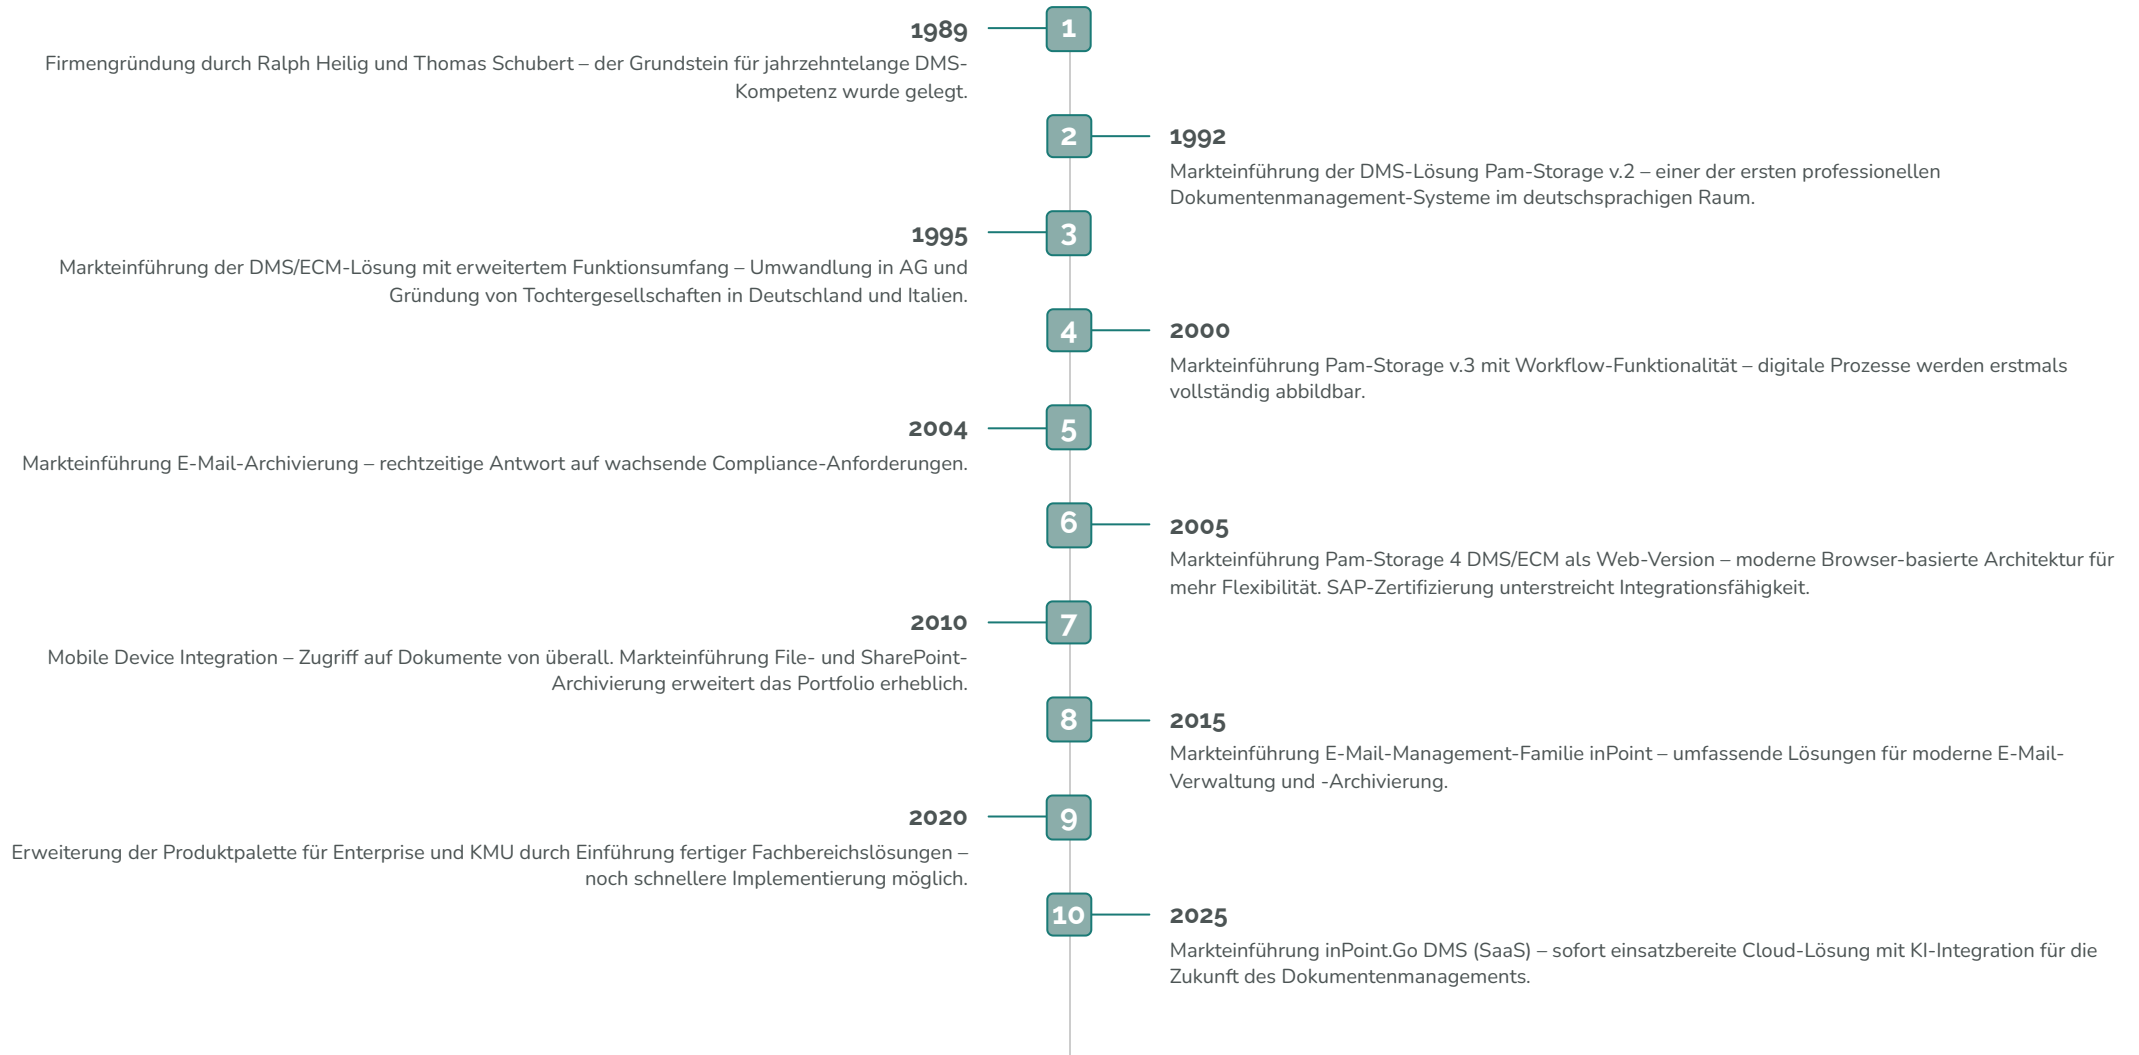 1989
1
Firmengründung durch Ralph Heilig und Thomas Schubert – der Grundstein für jahrzehntelange DMS-
Kompetenz wurde gelegt.
2
1992
Markteinführung der DMS-Lösung Pam-Storage v.2 – einer der ersten professionellen
Dokumentenmanagement-Systeme im deutschsprachigen Raum.
1995
3
Markteinführung der DMS/ECM-Lösung mit erweitertem Funktionsumfang – Umwandlung in AG und
Gründung von Tochtergesellschaften in Deutschland und Italien.
4
2000
Markteinführung Pam-Storage v.3 mit Workflow-Funktionalität – digitale Prozesse werden erstmals
vollständig abbildbar.
2004
5
Markteinführung E-Mail-Archivierung – rechtzeitige Antwort auf wachsende Compliance-Anforderungen.
6
2005
Markteinführung Pam-Storage 4 DMS/ECM als Web-Version – moderne Browser-basierte Architektur für
mehr Flexibilität. SAP-Zertifizierung unterstreicht Integrationsfähigkeit.
2010
7
Mobile Device Integration – Zugriff auf Dokumente von überall. Markteinführung File- und SharePoint-
Archivierung erweitert das Portfolio erheblich.
8
2015
Markteinführung E-Mail-Management-Familie inPoint – umfassende Lösungen für moderne E-Mail-
Verwaltung und -Archivierung.
2020
9
Erweiterung der Produktpalette für Enterprise und KMU durch Einführung fertiger Fachbereichslösungen –
noch schnellere Implementierung möglich.
10
2025
Markteinführung inPoint.Go DMS (SaaS) – sofort einsatzbereite Cloud-Lösung mit KI-Integration für die
Zukunft des Dokumentenmanagements.